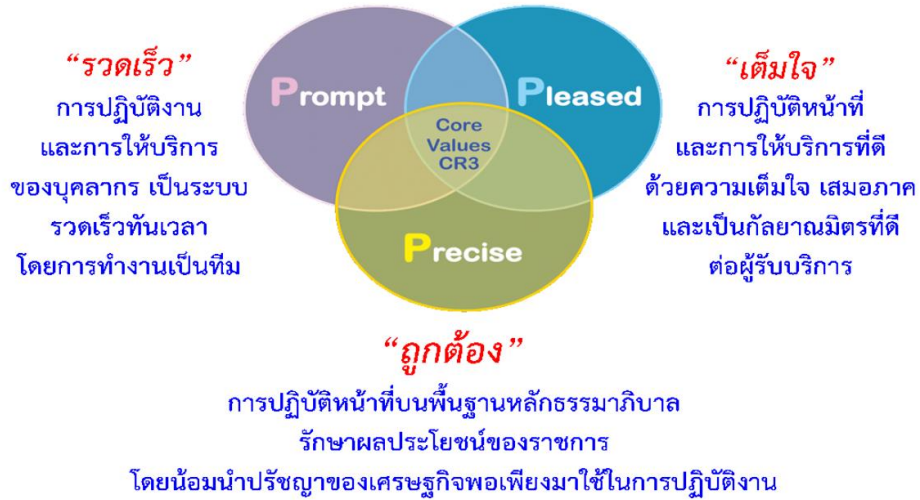 “รวดเร็ว”
การปฏิบัติงาน
และการให้บริการ
ของบุคลากร เป็นระบบ
รวดเร็วทันเวลา
โดยการทำงานเป็นทีม
Prompt
Pleased
Core
Values
CR3
Precise
“เต็มใจ”
การปฏิบัติหน้าที่
และการให้บริการที่ดี
ด้วยความเต็มใจ เสมอภาค
และเป็นกัลยาณมิตรที่ดี
ต่อผู้รับบริการ
“ถูกต้อง”
การปฏิบัติหน้าที่บนพื้นฐานหลักธรรมาภิบาล
รักษาผลประโยชน์ของราชการ
โดยน้อมนำปรัชญาของเศรษฐกิจพอเพียงมาใช้ในการปฏิบัติงาน